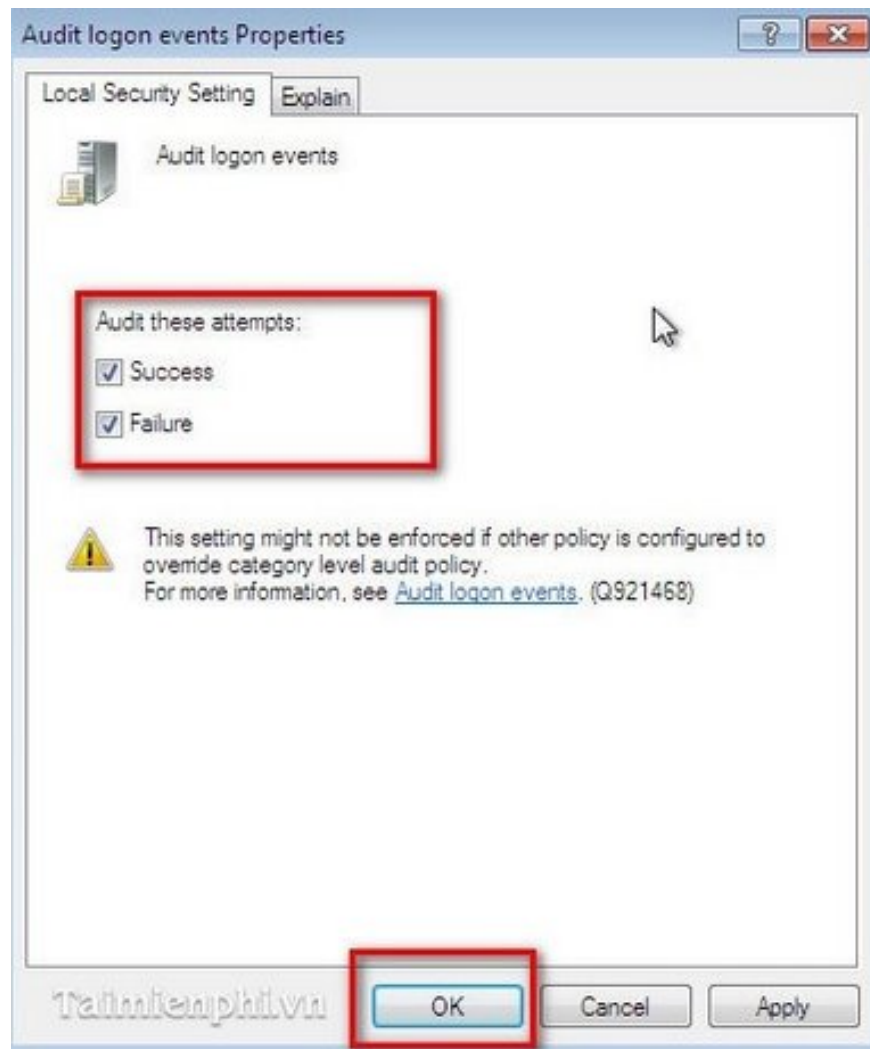 Audit logon events Properties
Local Security Setting
Explain
Audit logon events
Audit these attempts:
Success
Failure
This setting might not be enforced if other policy is configured to
override category level audit policy.
For more information, see Audit logon events. (Q921468)
Taimienphi.vn
OK
Cancel
Apply